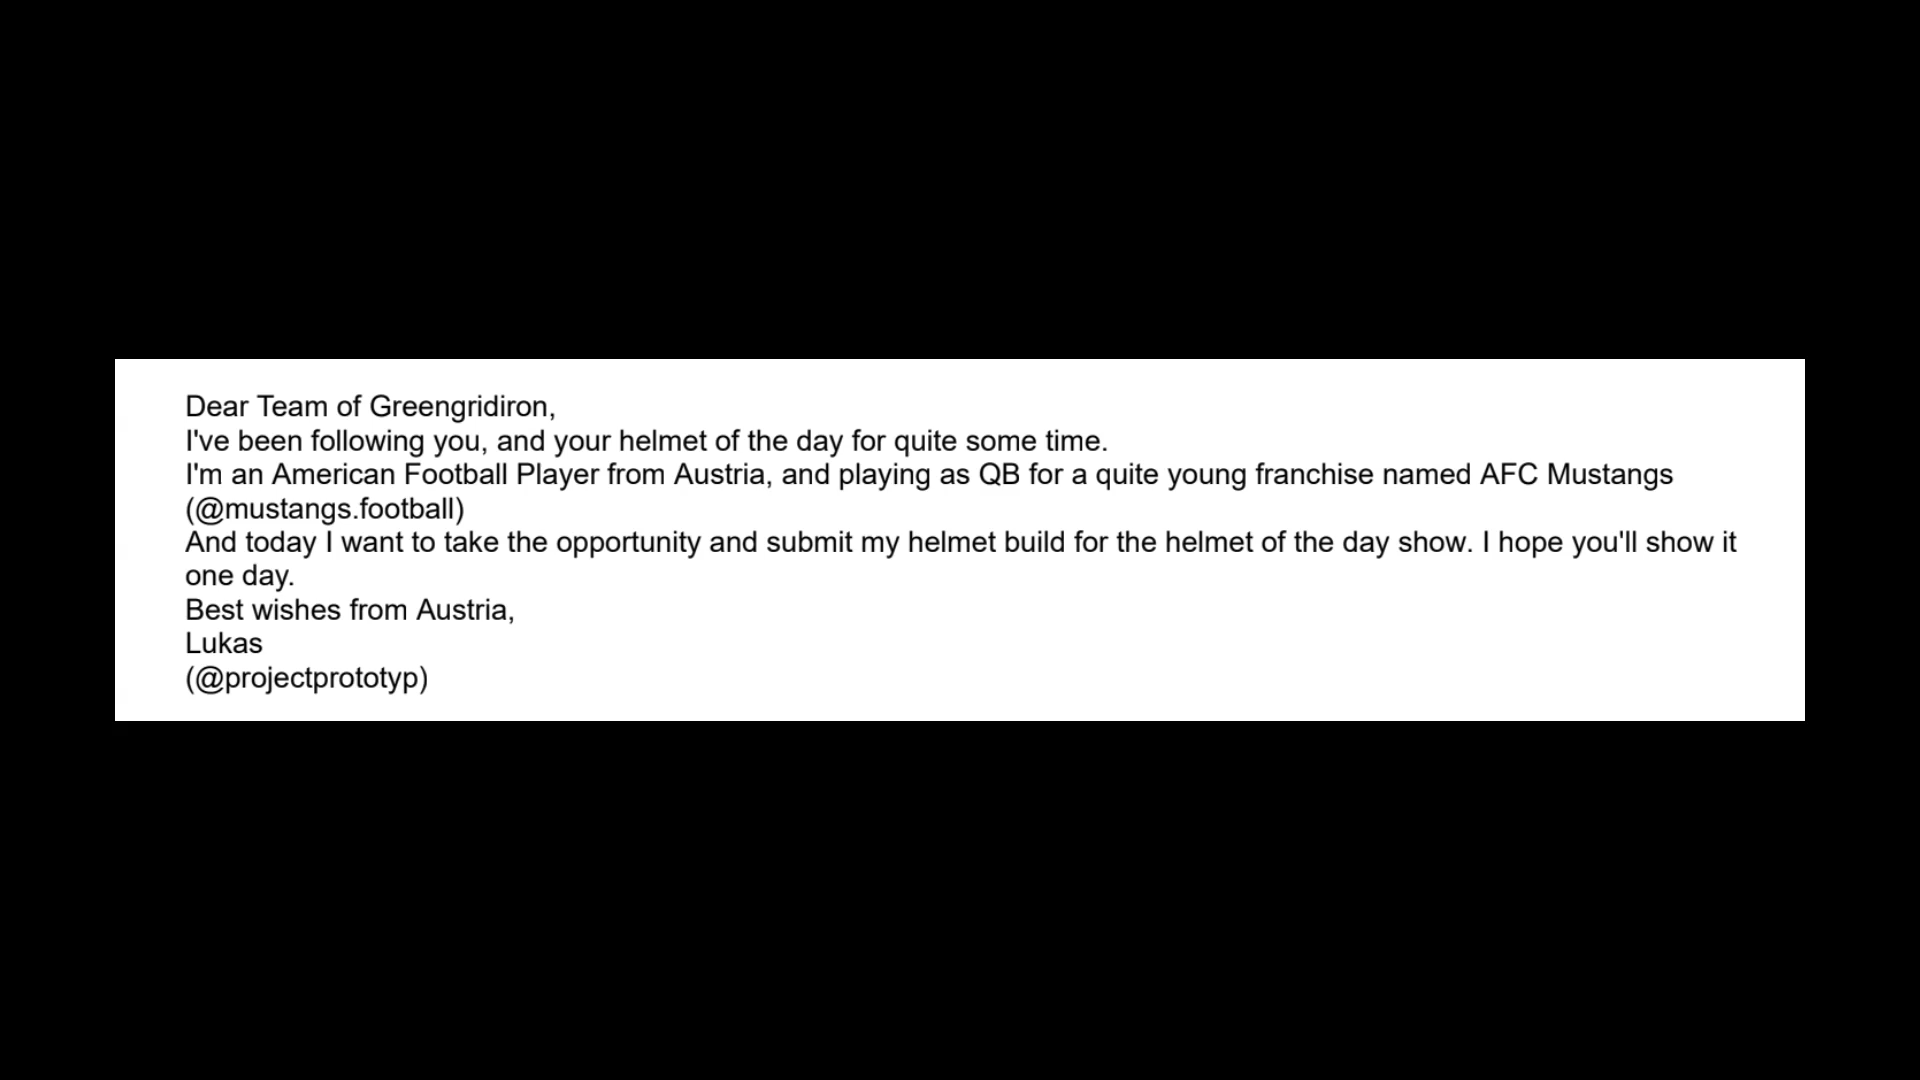 Dear Team of Greengridiron,
I've been following you, and your helmet of the day for quite some time.
I'm an American Football Player from Austria, and playing as QB for a quite young franchise named AFC Mustangs
(@mustangs.football)
And today I want to take the opportunity and submit my helmet build for the helmet of the day show. I hope you'll show it
one day.
Best wishes from Austria,
Lukas
(@projectprototyp)